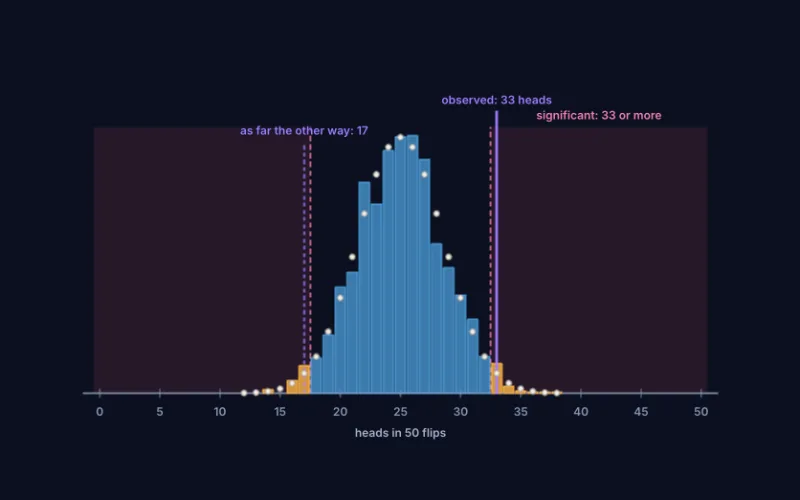 observed: 33 heads
significant: 33 or more
as far the other way: 17
0 5 10 15 20 25 30 35 40 45 50
heads in 50 flips